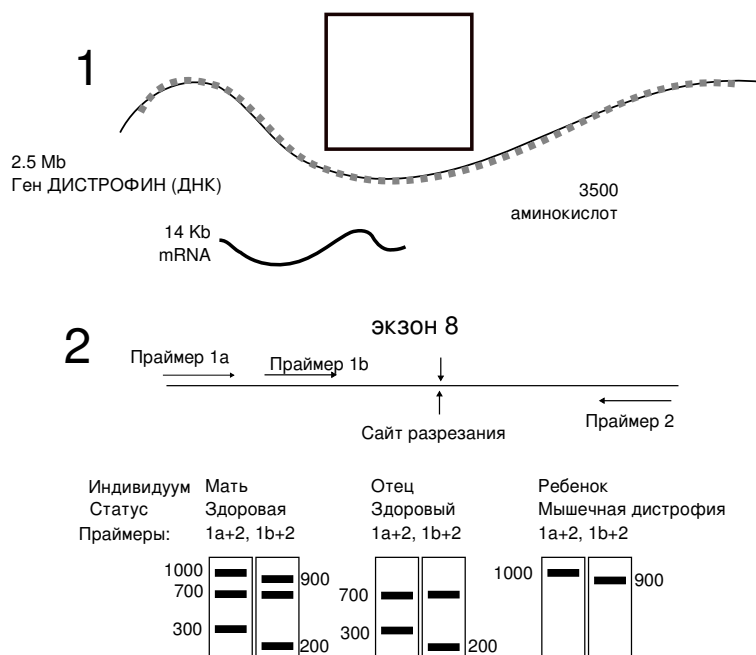 1
2.5 Mb
Ген ДИСТРОФИН (ДНК)
3500
аминокислот
14 Kb
mRNA
2
экзон 8
Праймер 1a
Праймер 1b
Праймер 2
Сайт разрезания
Индивидуум Мать Отец Ребенок
Статус Здоровая Здоровый Мышечная дистрофия
Праймеры: 1a+2, 1b+2 1a+2, 1b+2 1a+2, 1b+2
1000 900 1000 900
700 700
300 300
200 200